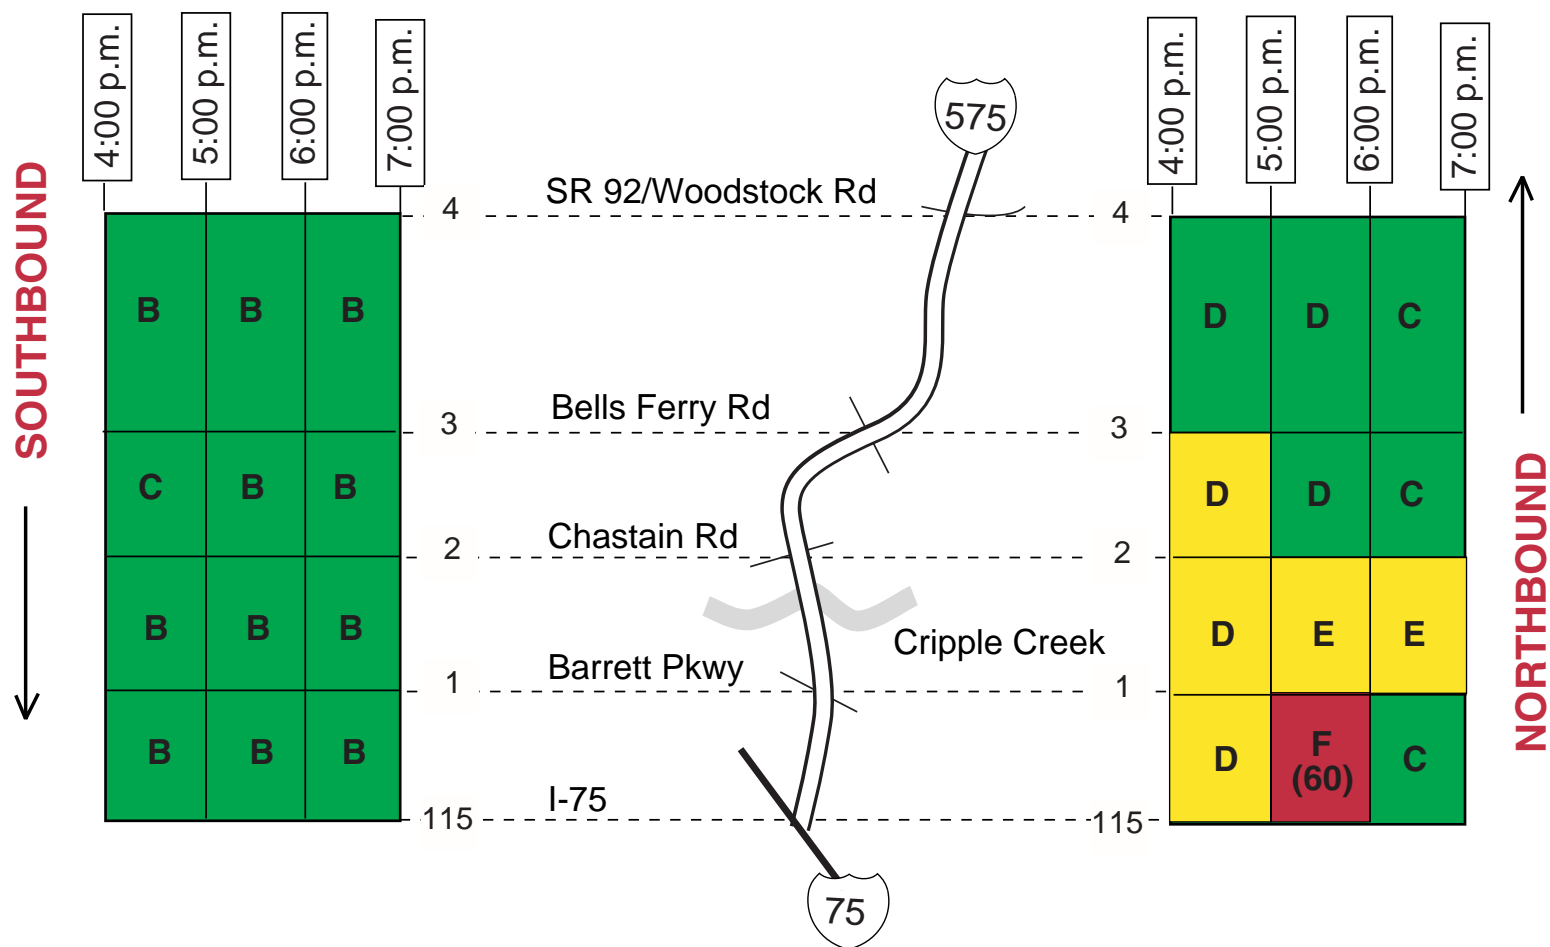 4:00 p.m.
5:00 p.m.
6:00 p.m.
7:00 p.m.
575
4:00 p.m.
5:00 p.m.
6:00 p.m.
7:00 p.m.
SOUTHBOUND
NORTHBOUND
4
SR 92/Woodstock Rd
4
B B B
D D C
3
Bells Ferry Rd
3
C B B
D D C
2
Chastain Rd
2
B B B
Cripple Creek
D E E
1
Barrett Pkwy
1
B B B
D F C
(60)
115
I-75
115
75